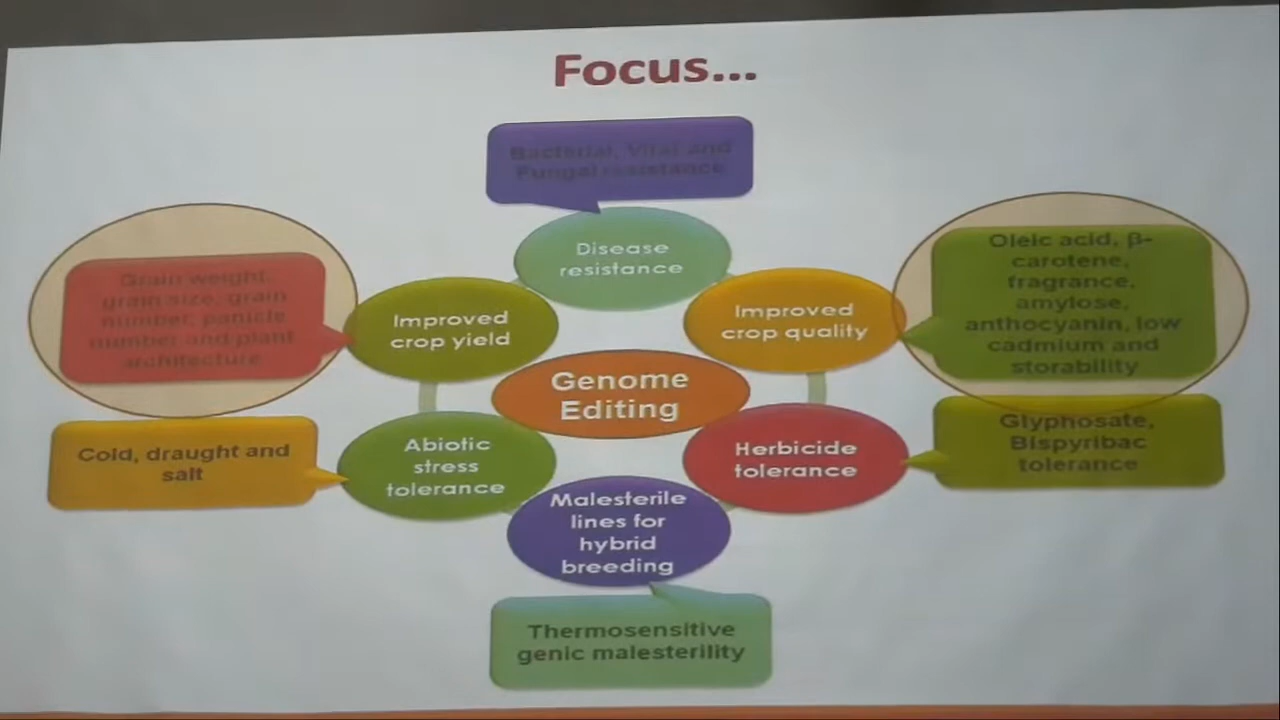 Focus...
Bacterial, Viral and
Fungal resistance
Disease
resistance
Grain weight,
grain size, grain
number, panicle
number and plant
architecture
Improved
crop yield
Improved
crop quality
Oleic acid, β-
carotene,
fragrance,
amylose,
anthocyanin, low
cadmium and
storability
Genome
Editing
Cold, draught and
salt
Abiotic
stress
tolerance
Herbicide
tolerance
Glyphosate,
Bispyribac
tolerance
Malesterile
lines for
hybrid
breeding
Thermosensitive
genic malesterility